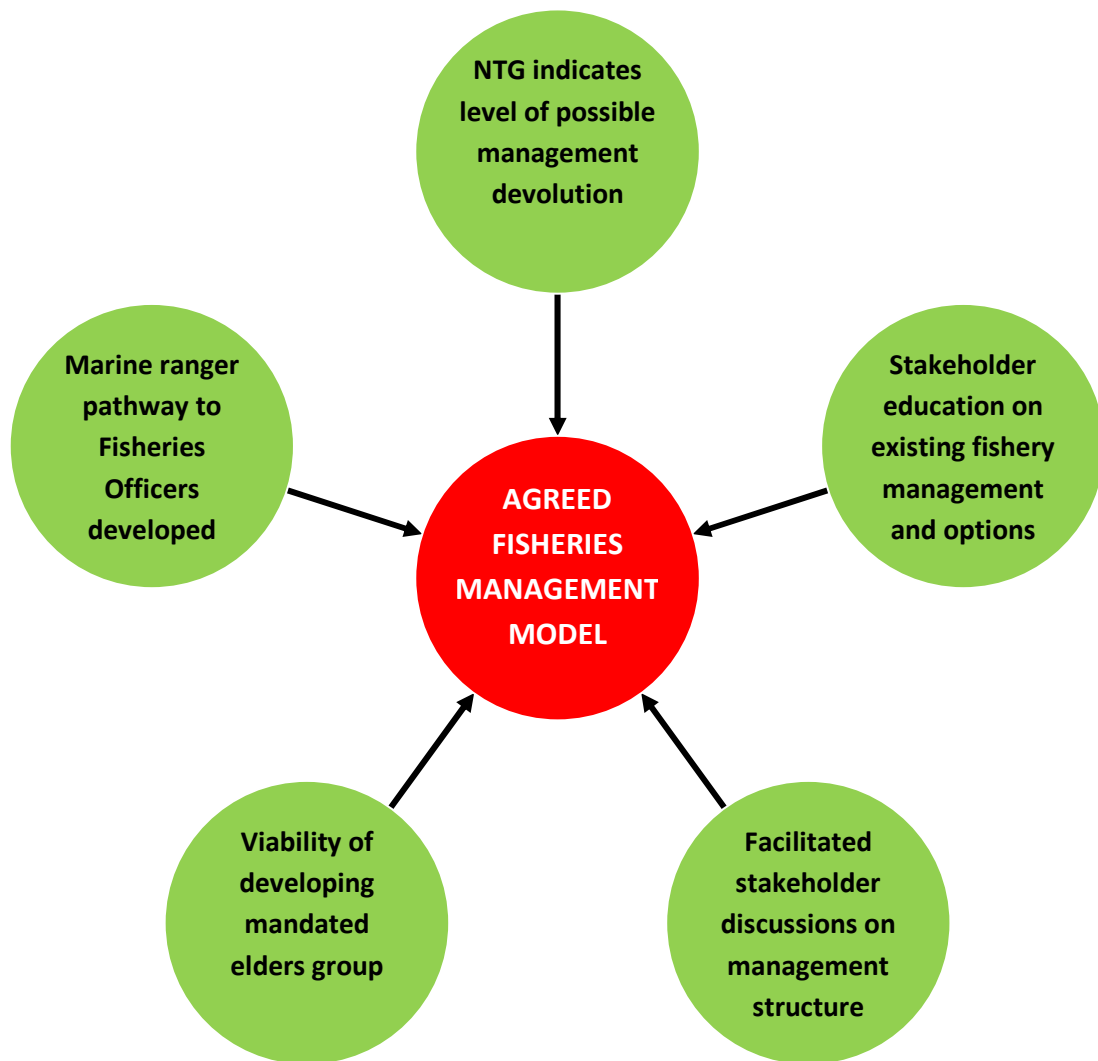 NTG indicates
level of possible
management
devolution
Marine ranger
pathway to
Fisheries
Officers
developed
Stakeholder
education on
existing fishery
management
and options
AGREED
FISHERIES
MANAGEMENT
MODEL
Viability of
developing
mandated
elders group
Facilitated
stakeholder
discussions on
management
structure